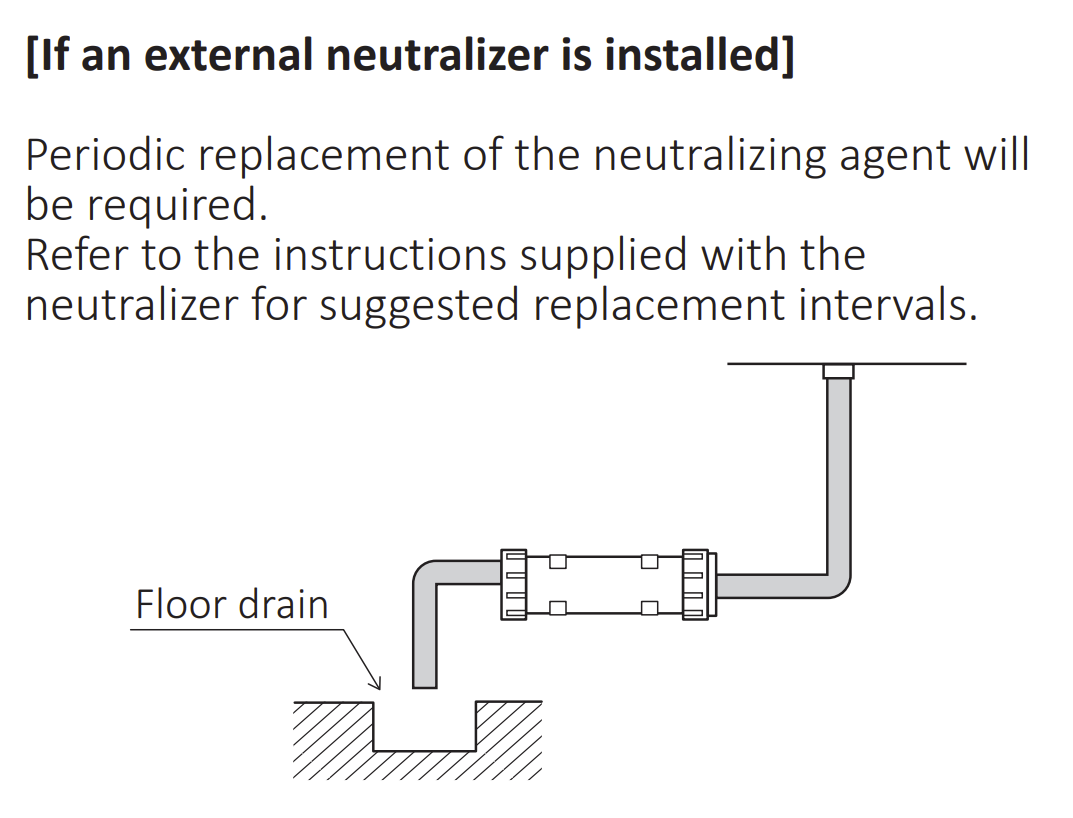 [If an external neutralizer is installed]
Periodic replacement of the neutralizing agent will
be required.
Refer to the instructions supplied with the
neutralizer for suggested replacement intervals.
Floor drain